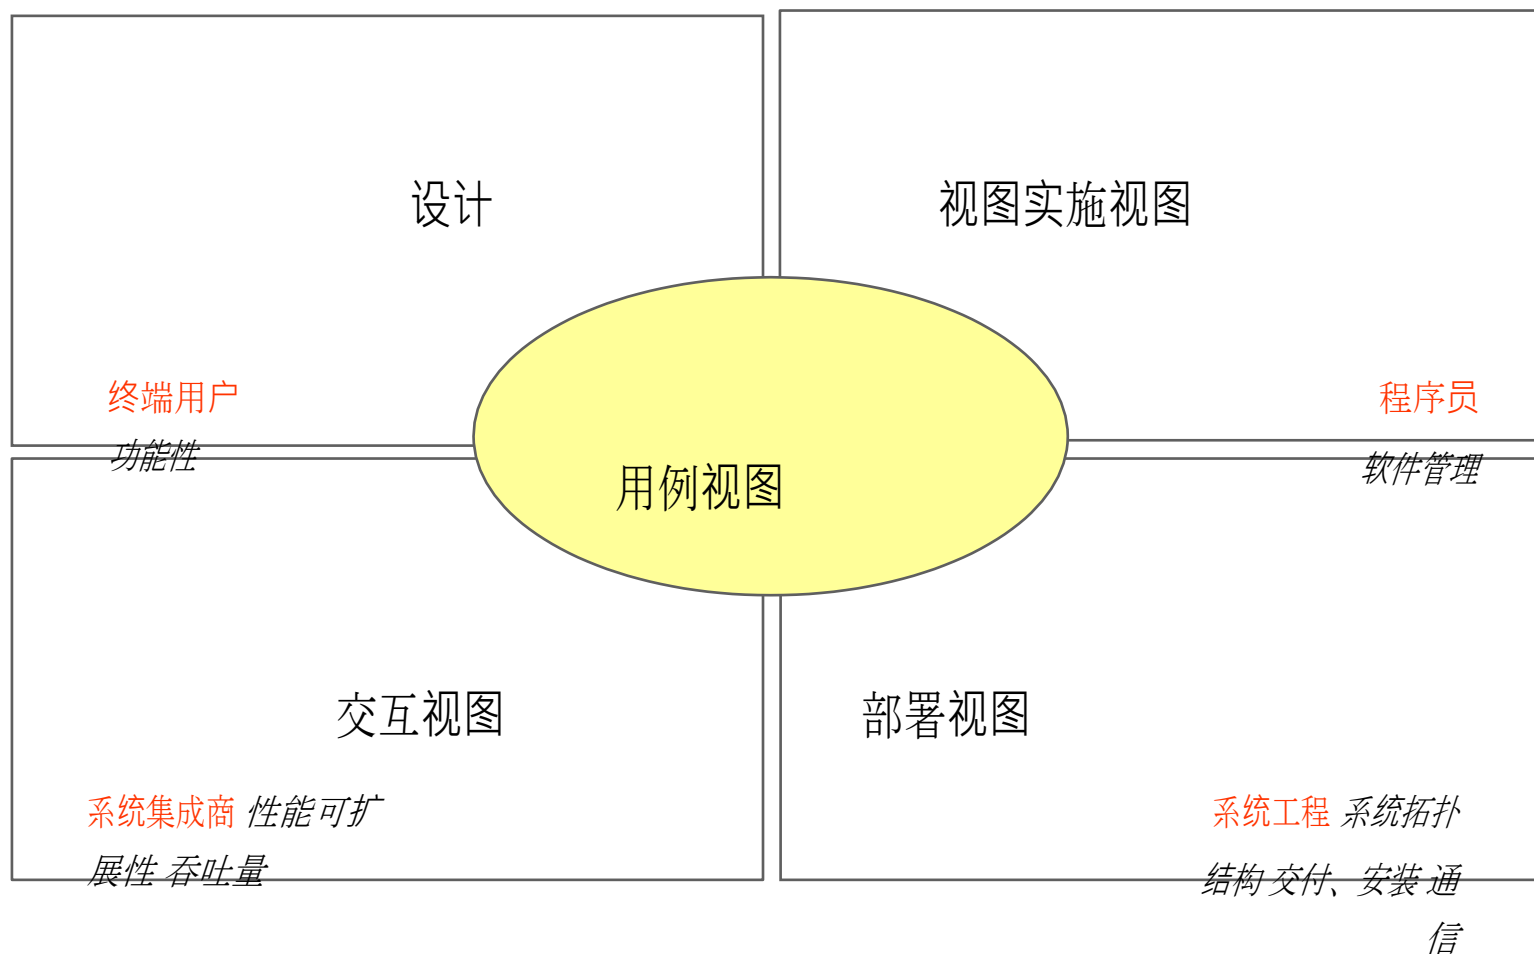 设计
视图实施视图
终端用户
功能性
程序员
软件管理
用例视图
交互视图
部署视图
系统集成商 性能可扩
展性 吞吐量
系统工程 系统拓扑
结构 交付、安装 通
信